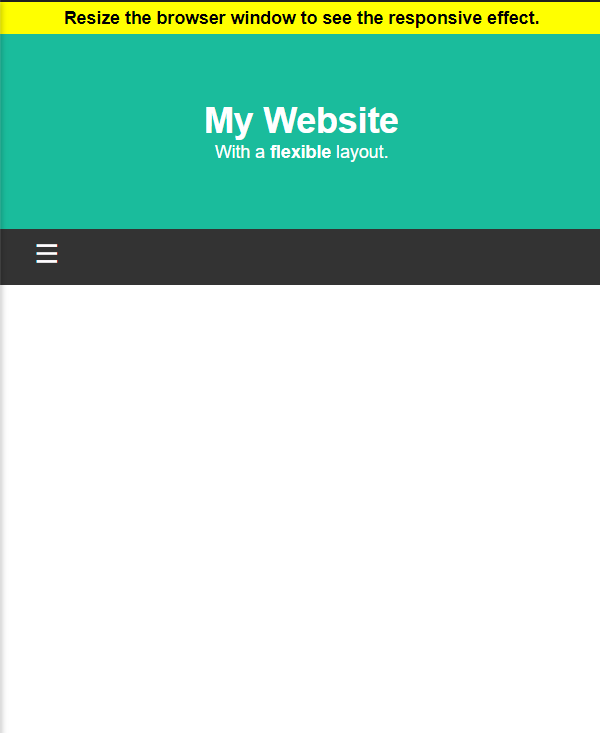 Resize the browser window to see the responsive effect.
My Website
With a flexible layout.